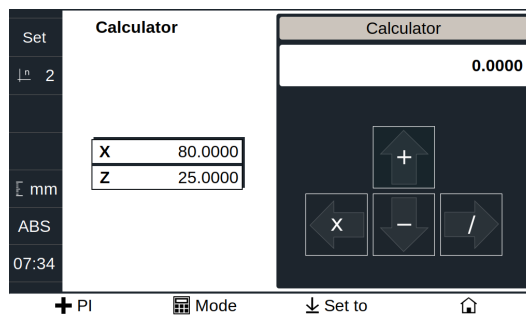 Set
n 2
mm
ABS
07:34
Calculator
X 80.0000
Z 25.0000
Calculator
0.0000
+
x − /
PI Mode Set to